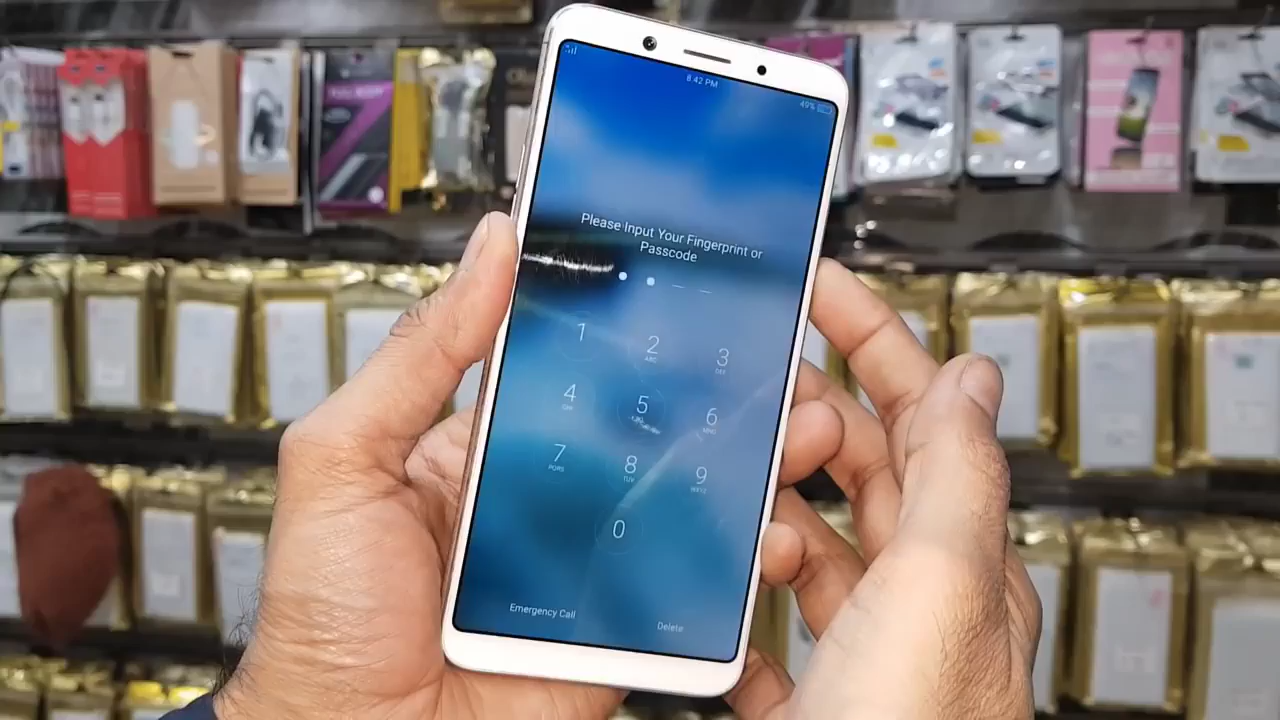 8:42 PM
49%
Please Input Your Fingerprint or
Passcode
1
2
ABC
3
DEF
4
GHI
5
6
MNO
7
PQRS
8
TUV
9
WXYZ
0
Emergency Call
Delete